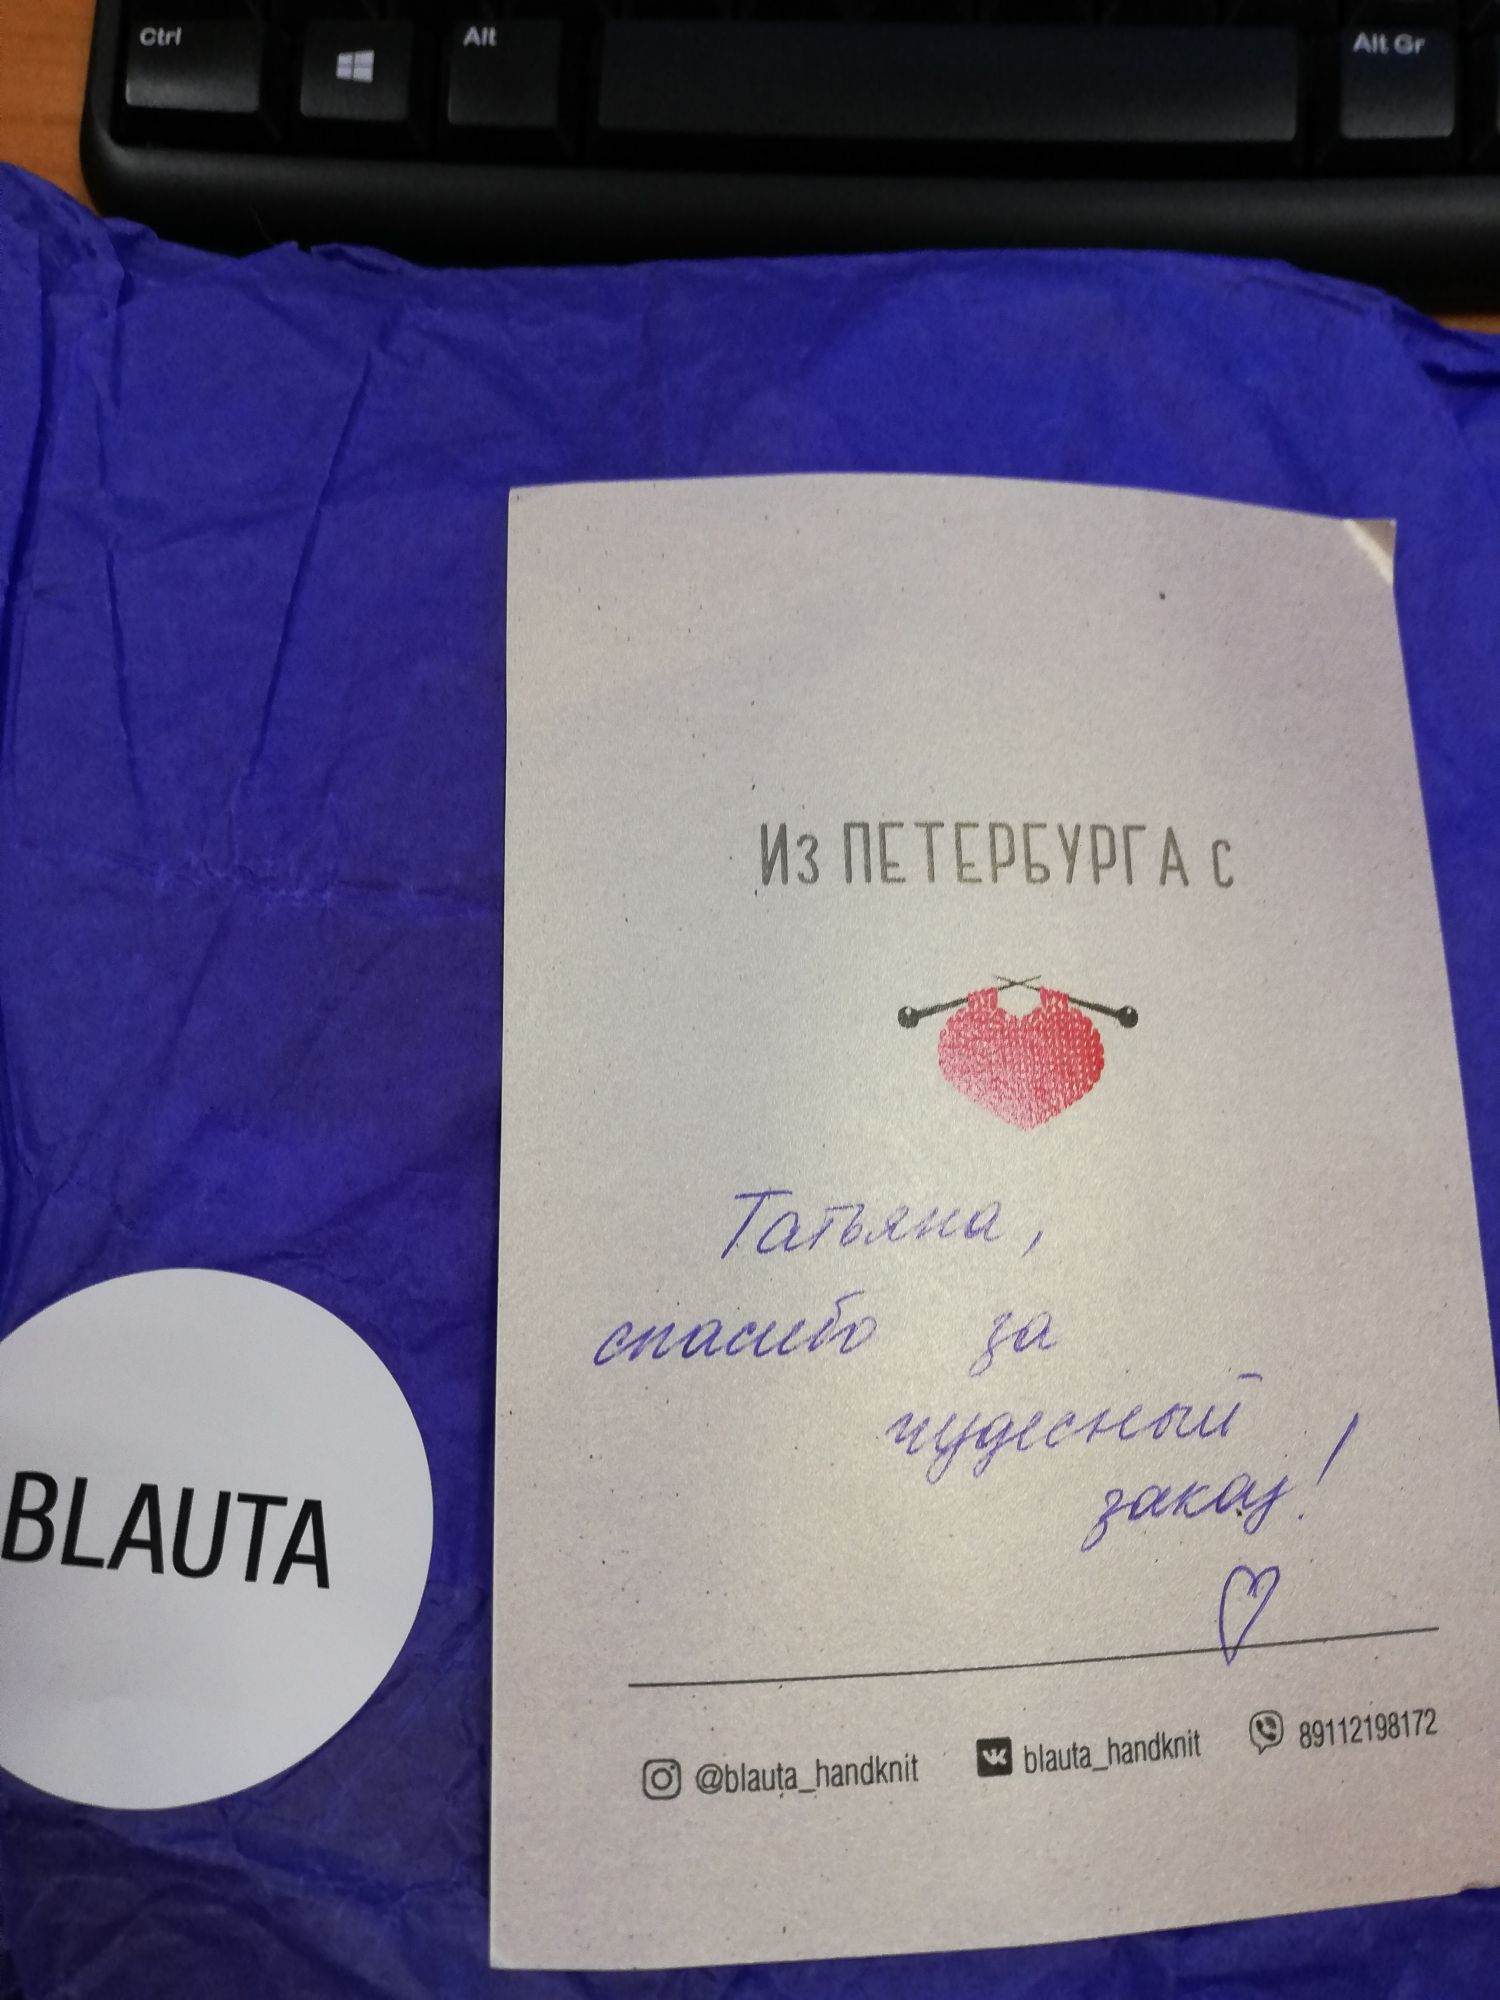 Ctrl
Alt
Alt Gr
Из ПЕТЕРБУРГА с
Татьяна,
спасибо за
чудесный
заказ!
BLAUTA
@blauta_handknit
blauta_handknit
89112198172